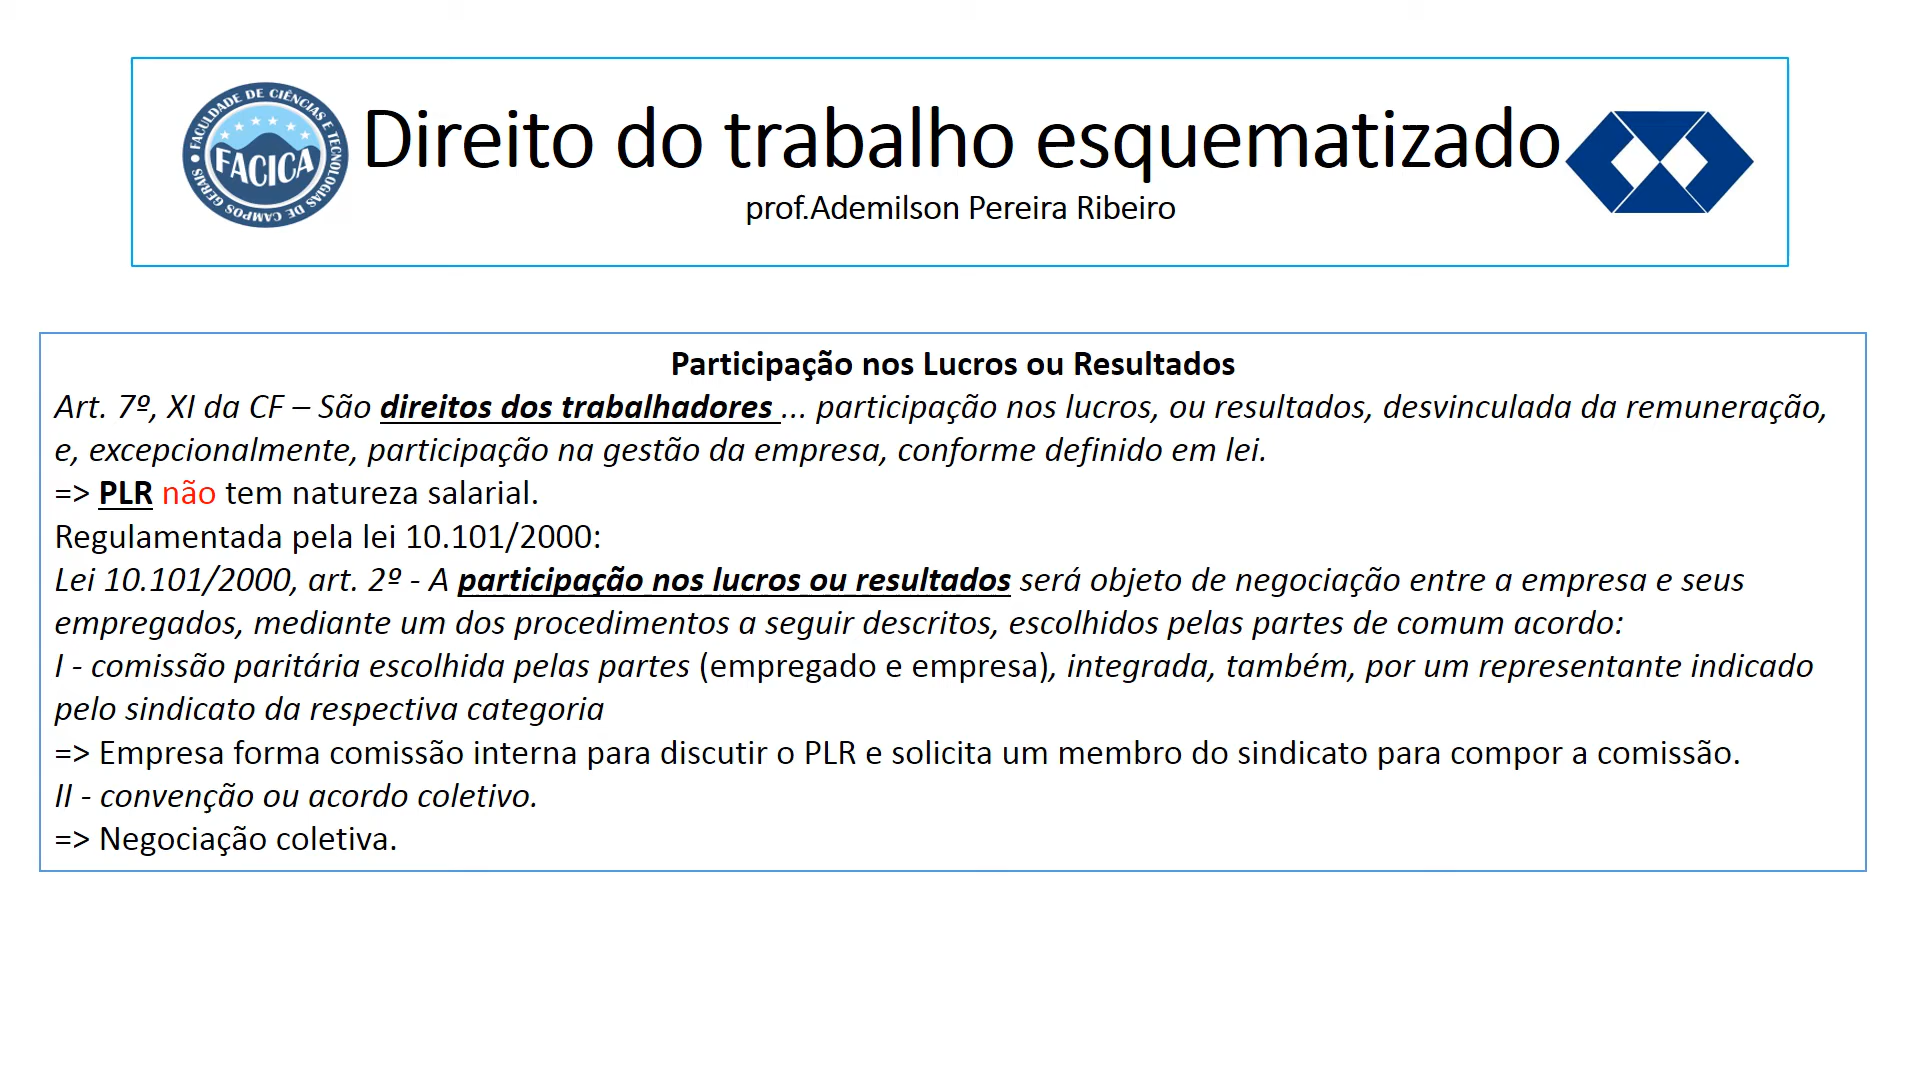 FACULDADE DE CIÊNCIAS E TECNOLOGIAS DE CAMPOS GERAIS
FACICA
Direito do trabalho esquematizado
prof.Ademilson Pereira Ribeiro
Participação nos Lucros ou Resultados
Art. 7º, XI da CF – São direitos dos trabalhadores ... participação nos lucros, ou resultados, desvinculada da remuneração,
e, excepcionalmente, participação na gestão da empresa, conforme definido em lei.
=> PLR não tem natureza salarial.
Regulamentada pela lei 10.101/2000:
Lei 10.101/2000, art. 2º - A participação nos lucros ou resultados será objeto de negociação entre a empresa e seus
empregados, mediante um dos procedimentos a seguir descritos, escolhidos pelas partes de comum acordo:
I - comissão paritária escolhida pelas partes (empregado e empresa), integrada, também, por um representante indicado
pelo sindicato da respectiva categoria
=> Empresa forma comissão interna para discutir o PLR e solicita um membro do sindicato para compor a comissão.
II - convenção ou acordo coletivo.
=> Negociação coletiva.